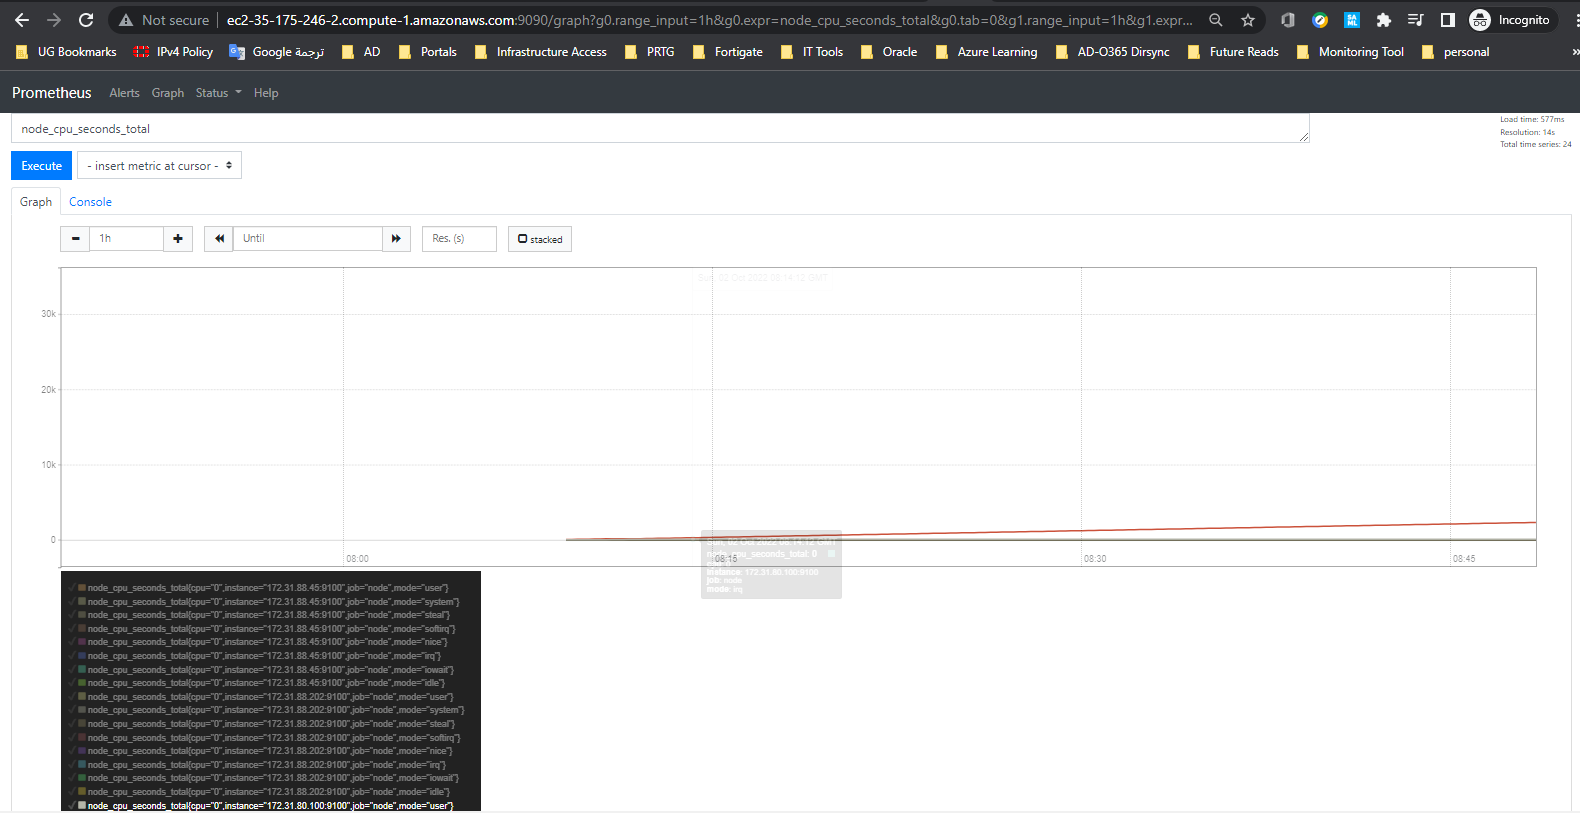 Not secure | ec2-35-175-246-2.compute-1.amazonaws.com:9090/graph?g0.range_input=1h&g0.expr=node_cpu_seconds_total&g0.tab=0&g1.range_input=1h&g1.expr... Incognito
UG Bookmarks IPv4 Policy Google ترجمة AD Portals Infrastructure Access PRTG Fortigate IT Tools Oracle Azure Learning AD-O365 Dirsync Future Reads Monitoring Tool personal »
Prometheus Alerts Graph Status Help
node_cpu_seconds_total
Load time: 577ms
Resolution: 14s
Total time series: 24
Execute - insert metric at cursor -
Graph Console
1h Until Res. (s) stacked
Sun, 02 Oct 2022 06:14:12 GMT
30k
20k
10k
0
08:00 08:15 08:30 08:45
Sun, 02 Oct 2022 06:14:12 GMT
node_cpu_seconds_total: 0
instance: 172.31.80.100:9100
job: node
mode: irq
node_cpu_seconds_total{cpu="0",instance="172.31.88.45:9100",job="node",mode="user"}
node_cpu_seconds_total{cpu="0",instance="172.31.88.45:9100",job="node",mode="system"}
node_cpu_seconds_total{cpu="0",instance="172.31.88.45:9100",job="node",mode="steal"}
node_cpu_seconds_total{cpu="0",instance="172.31.88.45:9100",job="node",mode="softirq"}
node_cpu_seconds_total{cpu="0",instance="172.31.88.45:9100",job="node",mode="nice"}
node_cpu_seconds_total{cpu="0",instance="172.31.88.45:9100",job="node",mode="irq"}
node_cpu_seconds_total{cpu="0",instance="172.31.88.45:9100",job="node",mode="iowait"}
node_cpu_seconds_total{cpu="0",instance="172.31.88.45:9100",job="node",mode="idle"}
node_cpu_seconds_total{cpu="0",instance="172.31.88.202:9100",job="node",mode="user"}
node_cpu_seconds_total{cpu="0",instance="172.31.88.202:9100",job="node",mode="system"}
node_cpu_seconds_total{cpu="0",instance="172.31.88.202:9100",job="node",mode="steal"}
node_cpu_seconds_total{cpu="0",instance="172.31.88.202:9100",job="node",mode="softirq"}
node_cpu_seconds_total{cpu="0",instance="172.31.88.202:9100",job="node",mode="nice"}
node_cpu_seconds_total{cpu="0",instance="172.31.88.202:9100",job="node",mode="irq"}
node_cpu_seconds_total{cpu="0",instance="172.31.88.202:9100",job="node",mode="iowait"}
node_cpu_seconds_total{cpu="0",instance="172.31.88.202:9100",job="node",mode="idle"}
node_cpu_seconds_total{cpu="0",instance="172.31.80.100:9100",job="node",mode="user"}